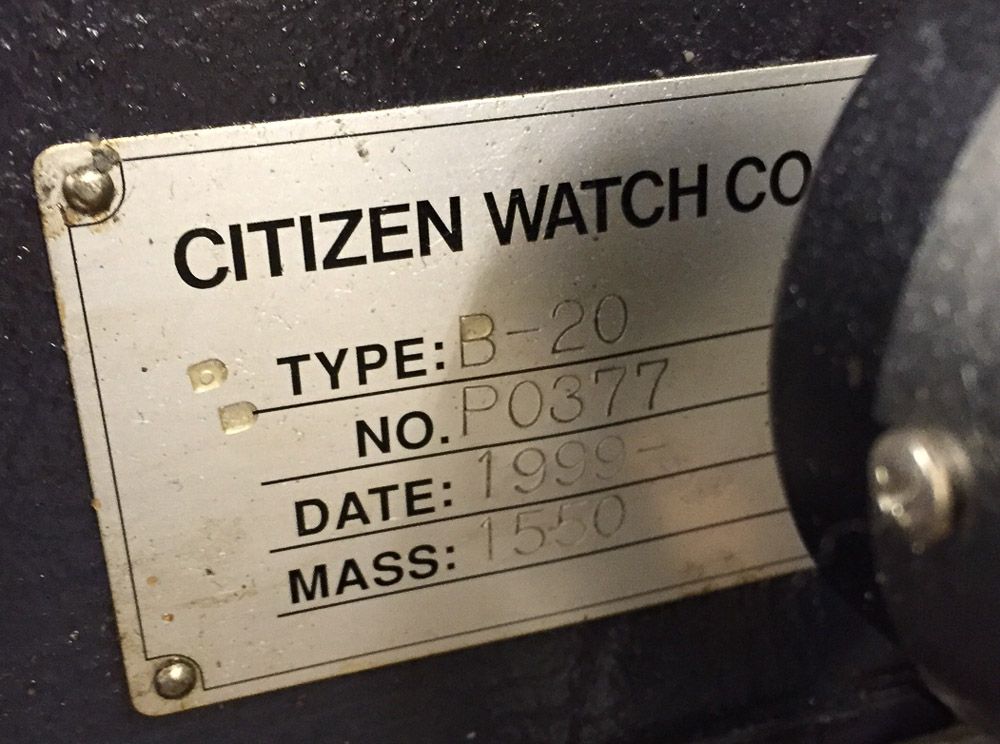 CITIZEN WATCH CO
TYPE: B-20
NO. P0377
DATE: 1999-
MASS: 1550